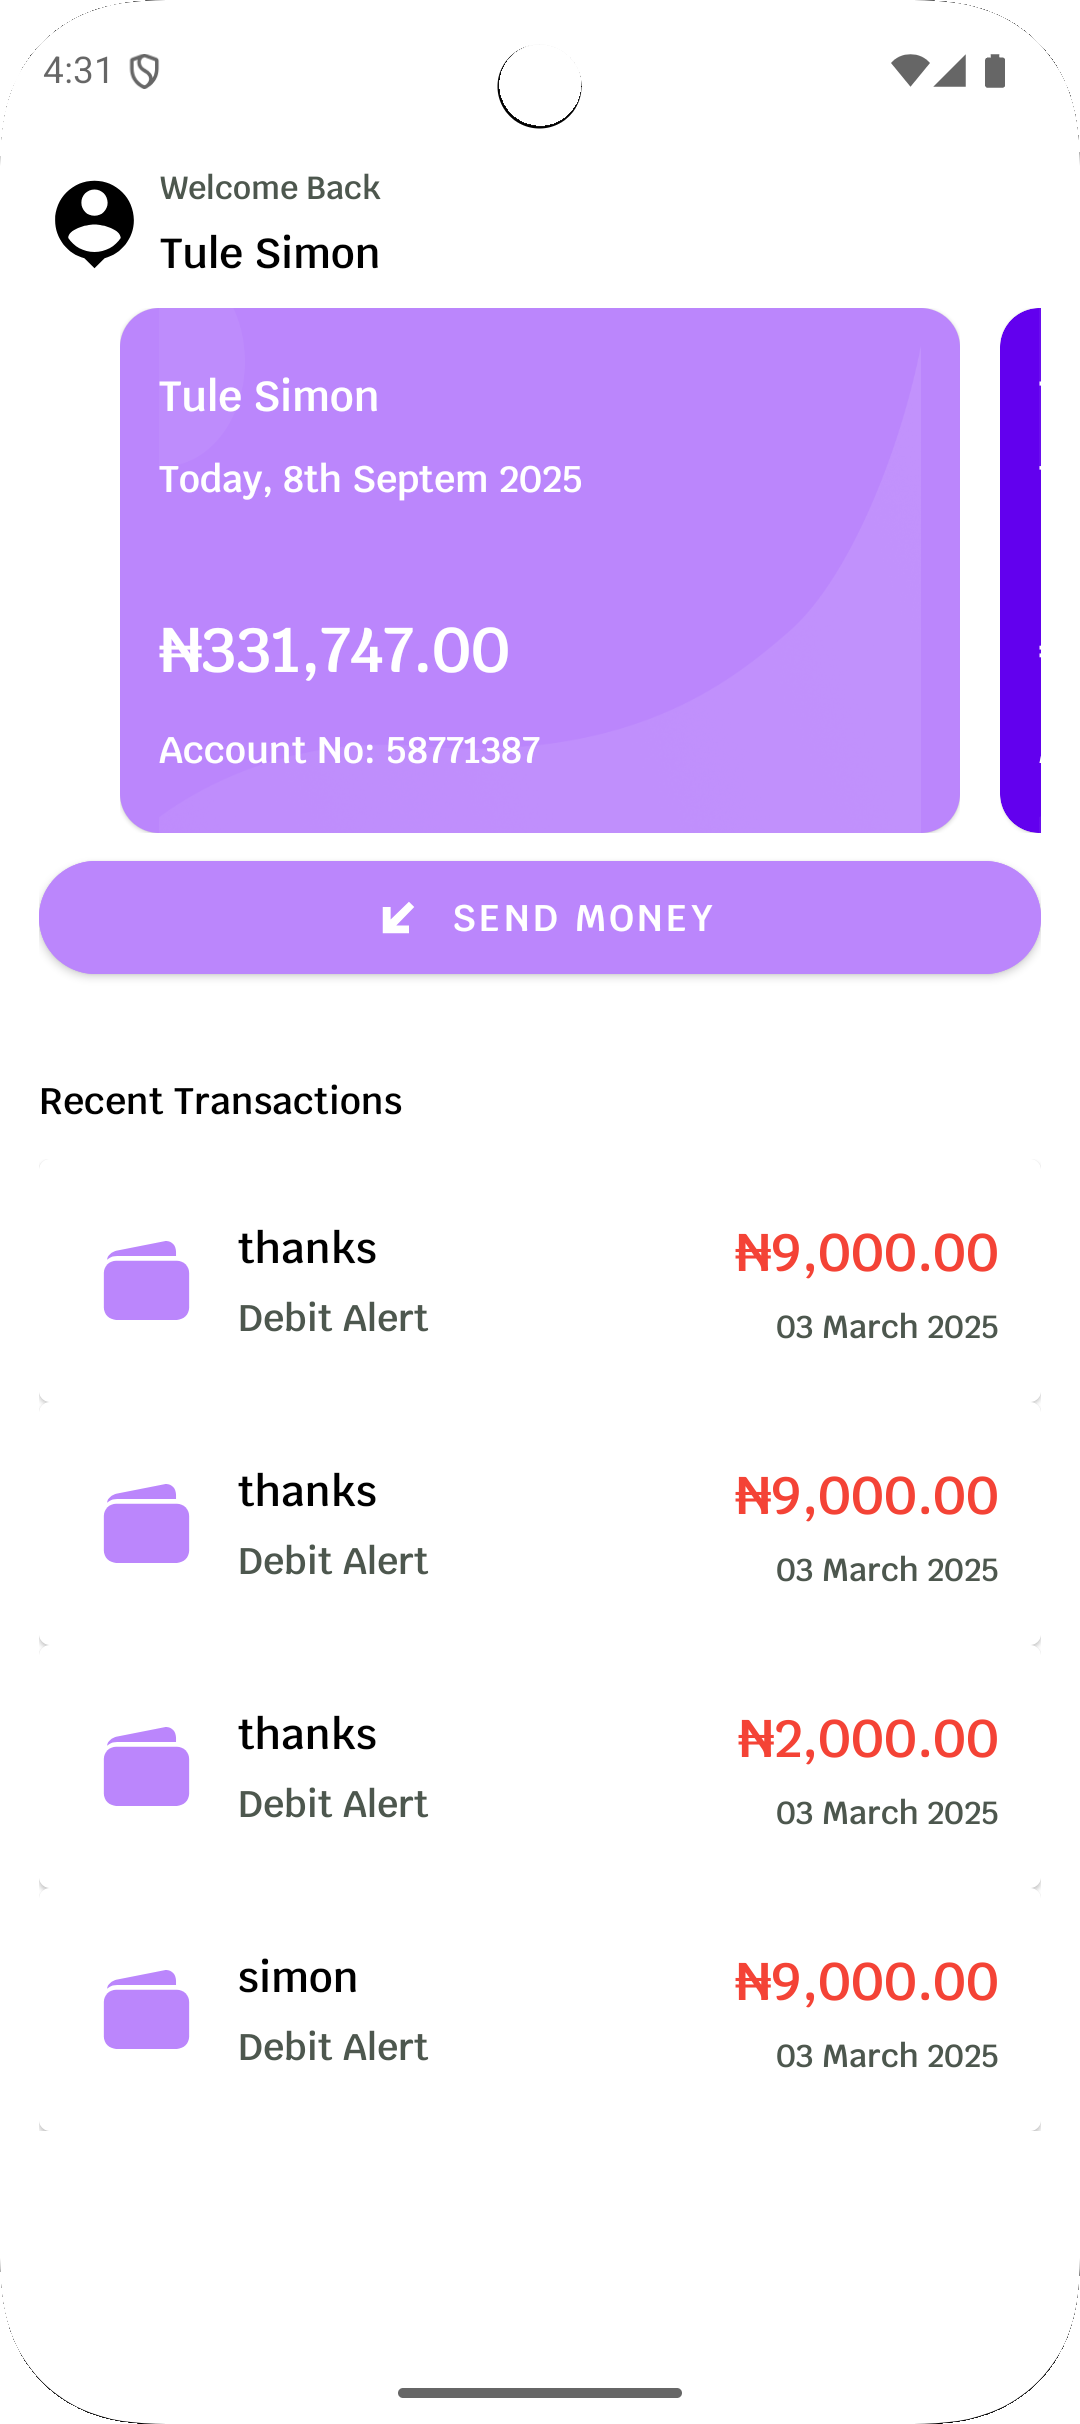 4:31
Welcome Back
Tule Simon
Tule Simon
Today, 8th Septem 2025
₦331,747.00
Account No: 58771387
SEND MONEY
Recent Transactions
thanks
₦9,000.00
Debit Alert
03 March 2025
thanks
₦9,000.00
Debit Alert
03 March 2025
thanks
₦2,000.00
Debit Alert
03 March 2025
simon
₦9,000.00
Debit Alert
03 March 2025